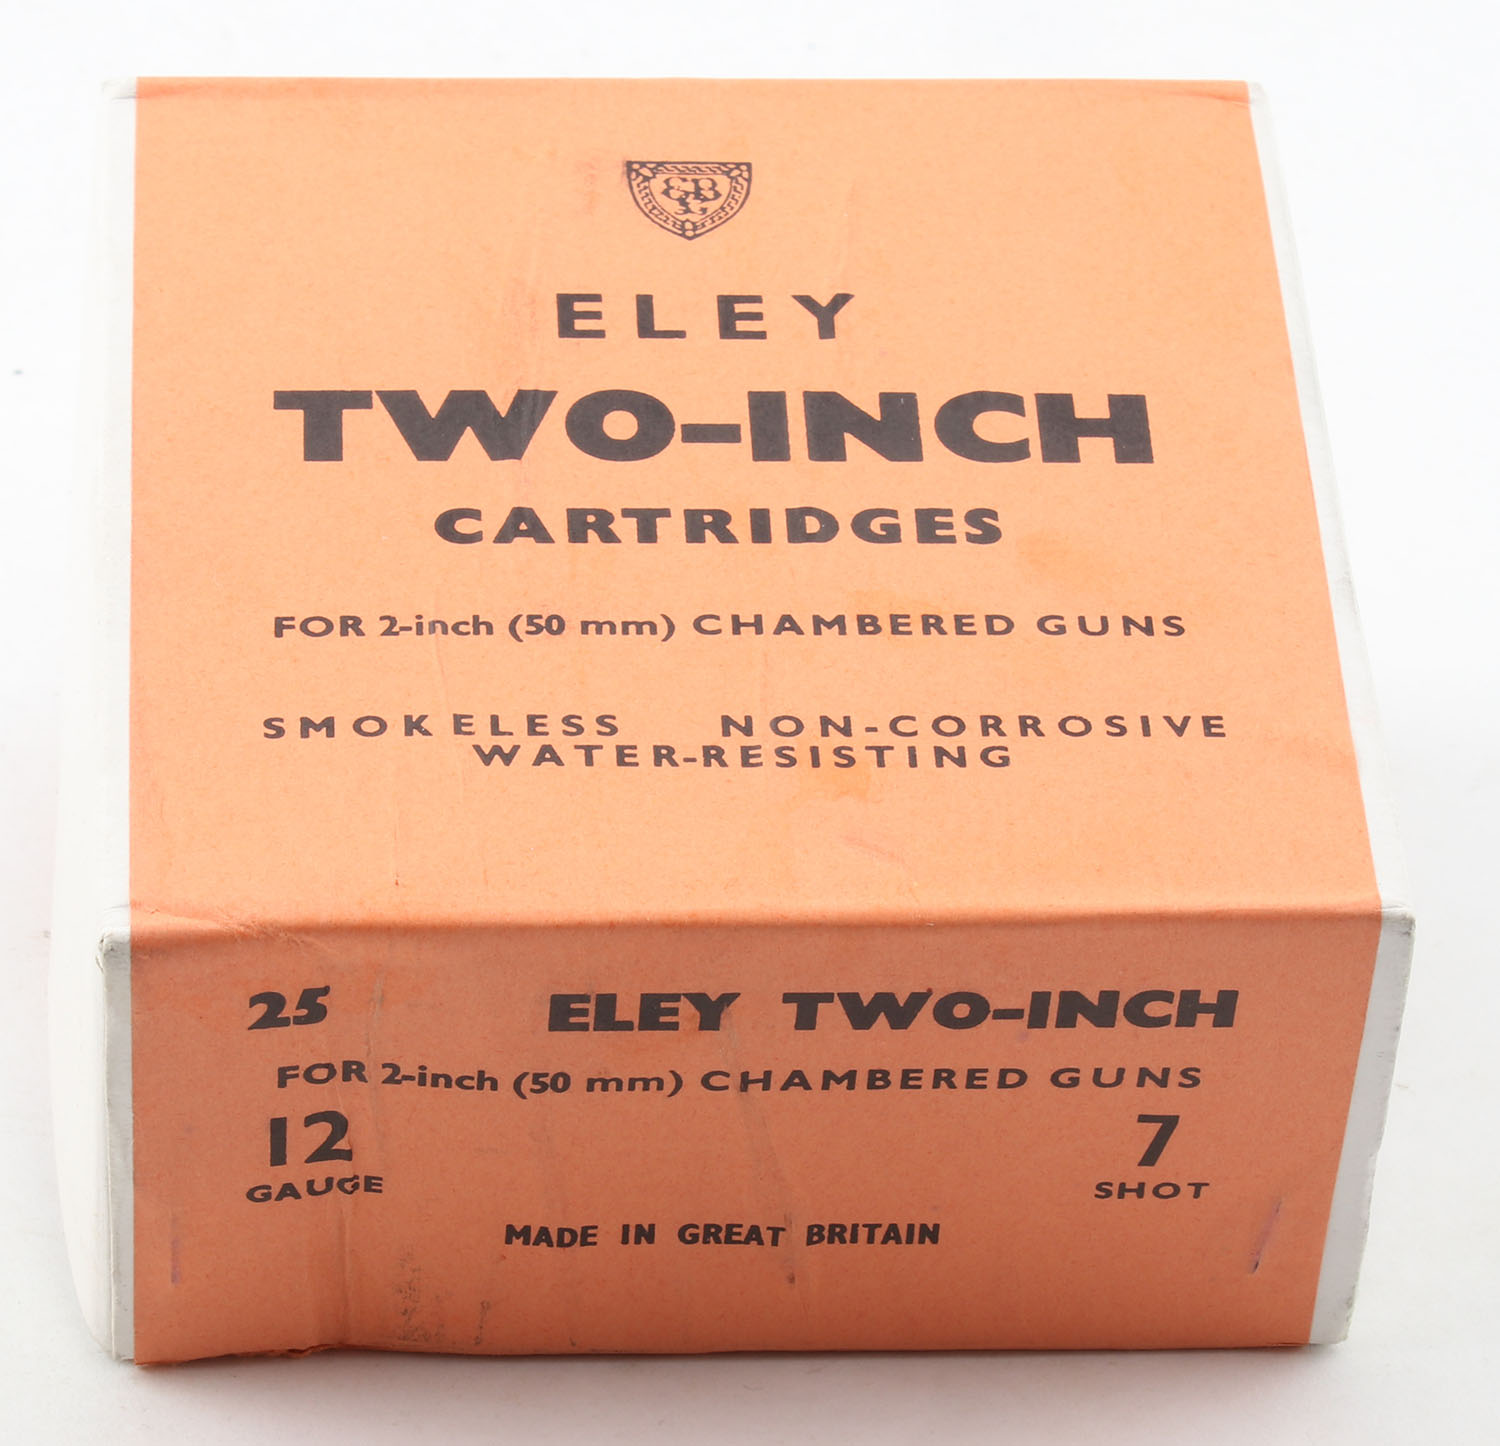 ELEY
TWO-INCH
CARTRIDGES
FOR 2-inch (50 mm) CHAMBERED GUNS
SMOKELESS NON-CORROSIVE
WATER-RESISTING
25 ELEY TWO-INCH
FOR 2-inch (50 mm) CHAMBERED GUNS
12 7
GAUGE SHOT
MADE IN GREAT BRITAIN